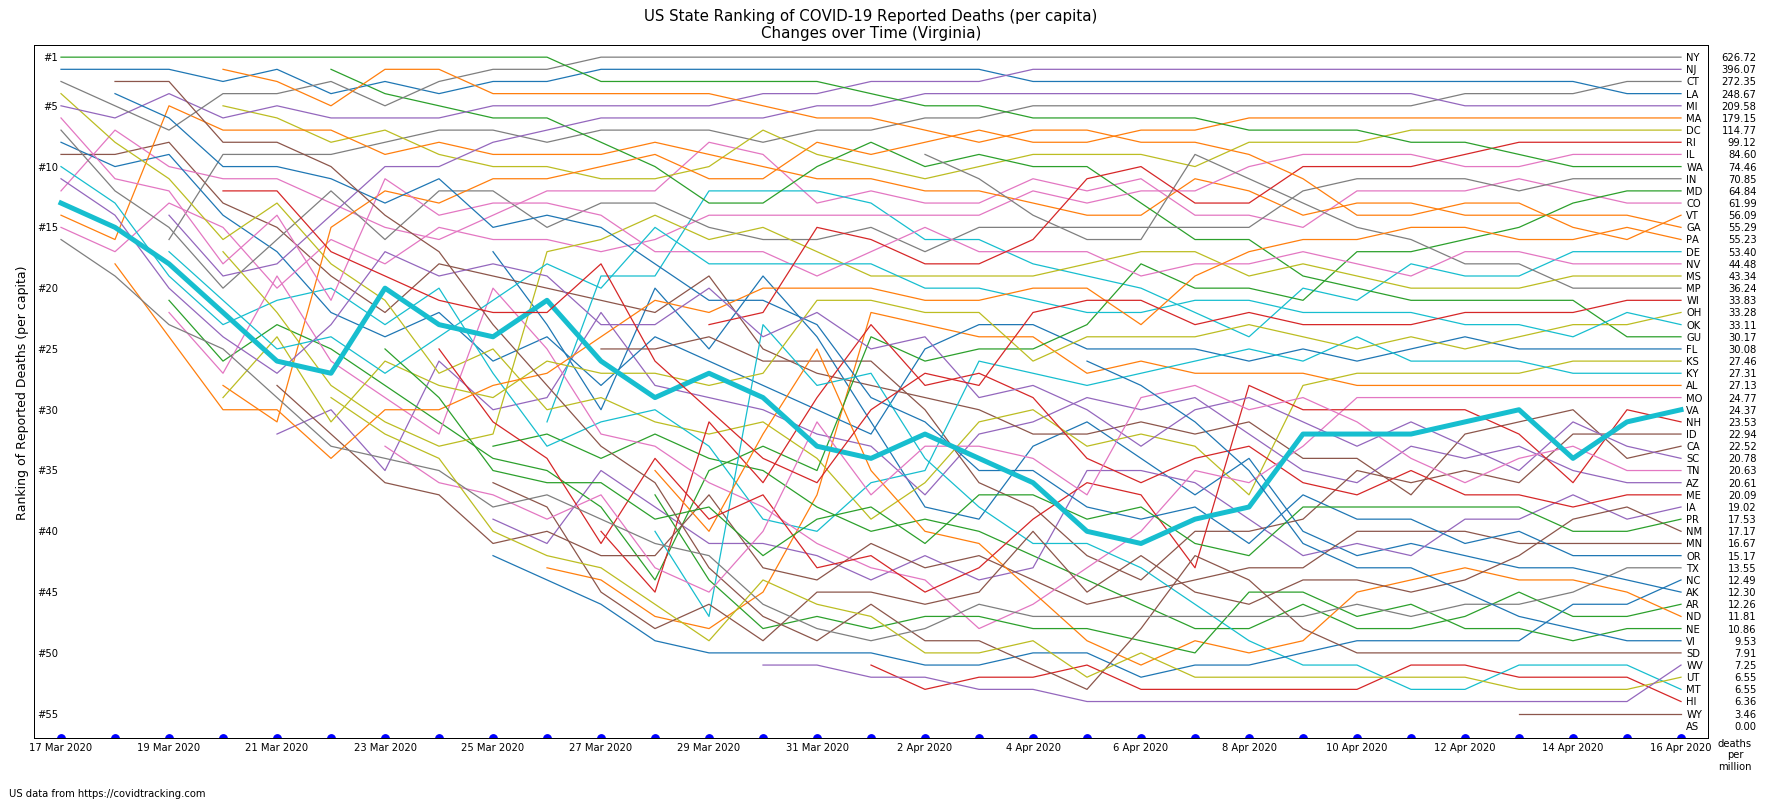 US State Ranking of COVID-19 Reported Deaths (per capita)
Changes over Time (Virginia)
Ranking of Reported Deaths (per capita)
#1
#5
#10
#15
#20
#25
#30
#35
#40
#45
#50
#55
NY 626.72
NJ 396.07
CT 272.35
LA 248.67
MI 209.58
MA 179.15
DC 114.77
RI 99.12
IL 84.60
WA 74.46
IN 70.85
MD 64.84
CO 61.99
VT 56.09
GA 55.29
PA 55.23
DE 53.40
NV 44.48
MS 43.34
MP 36.24
WI 33.83
OH 33.28
OK 33.11
GU 30.17
FL 30.08
KS 27.46
KY 27.31
AL 27.13
MO 24.77
VA 24.37
NH 23.53
ID 22.94
CA 22.52
SC 20.78
TN 20.63
AZ 20.61
ME 20.09
IA 19.02
PR 17.53
NM 17.17
MN 16.67
OR 15.17
TX 13.55
NC 12.49
AK 12.30
AR 12.26
ND 11.81
NE 10.86
VI 9.53
SD 7.91
WV 7.25
UT 6.55
MT 6.55
HI 6.36
WY 3.46
AS 0.00
17 Mar 2020 19 Mar 2020 21 Mar 2020 23 Mar 2020 25 Mar 2020 27 Mar 2020 29 Mar 2020 31 Mar 2020 2 Apr 2020 4 Apr 2020 6 Apr 2020 8 Apr 2020 10 Apr 2020 12 Apr 2020 14 Apr 2020 16 Apr 2020
deaths
per
million
US data from https://covidtracking.com